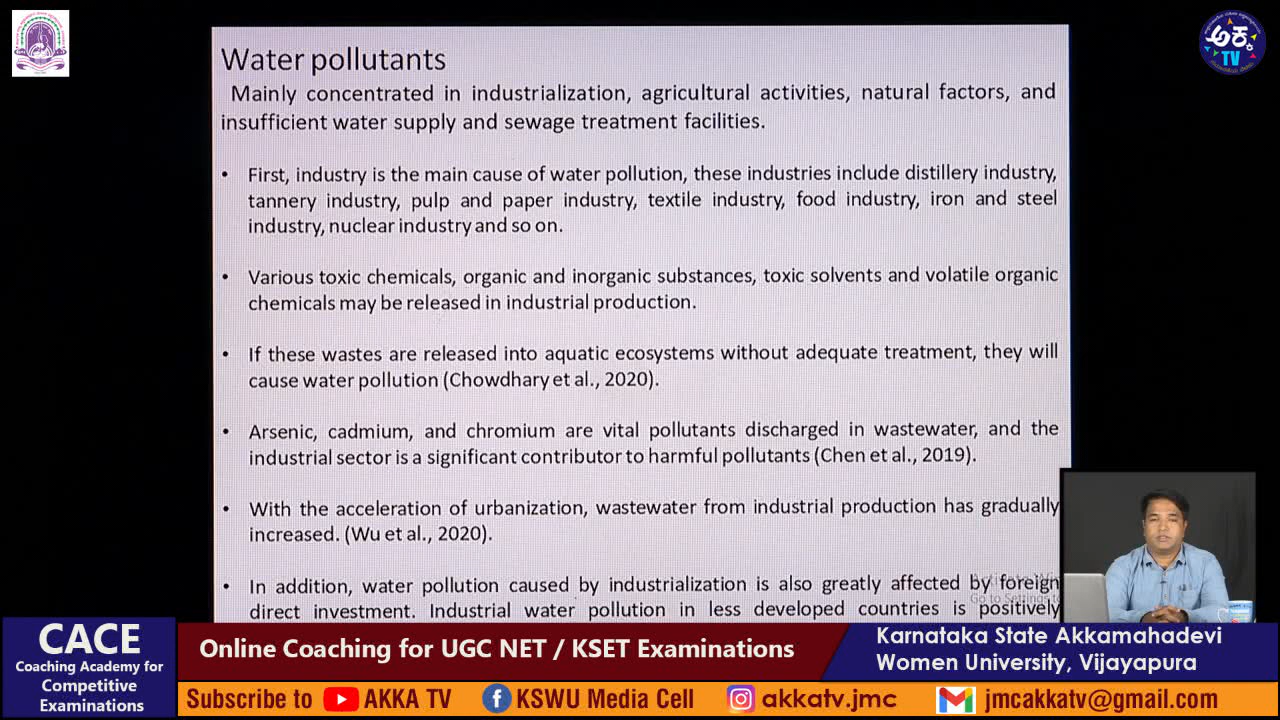 ಅಕ್ಕ
TV
Water pollutants
Mainly concentrated in industrialization, agricultural activities, natural factors, and
insufficient water supply and sewage treatment facilities.
• First, industry is the main cause of water pollution, these industries include distillery industry,
tannery industry, pulp and paper industry, textile industry, food industry, iron and steel
industry, nuclear industry and so on.
• Various toxic chemicals, organic and inorganic substances, toxic solvents and volatile organic
chemicals may be released in industrial production.
• If these wastes are released into aquatic ecosystems without adequate treatment, they will
cause water pollution (Chowdhary et al., 2020).
• Arsenic, cadmium, and chromium are vital pollutants discharged in wastewater, and the
industrial sector is a significant contributor to harmful pollutants (Chen et al., 2019).
• With the acceleration of urbanization, wastewater from industrial production has gradually
increased. (Wu et al., 2020).
• In addition, water pollution caused by industrialization is also greatly affected by foreign
direct investment. Industrial water pollution in less developed countries is positively
Go to Settings to
CACE
Coaching Academy for
Competitive
Examinations
Online Coaching for UGC NET / KSET Examinations
Karnataka State Akkamahadevi
Women University, Vijayapura
Subscribe to AKKA TV KSWU Media Cell akkatv.jmc jmcakkatv@gmail.com